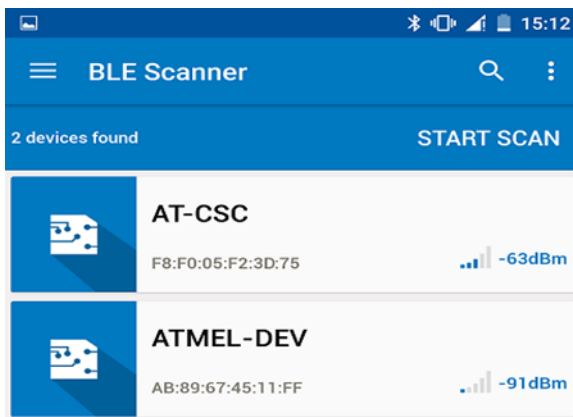 15:12
BLE Scanner
2 devices found START SCAN
AT-CSC
F8:F0:05:F2:3D:75 -63dBm
ATMEL-DEV
AB:89:67:45:11:FF -91dBm